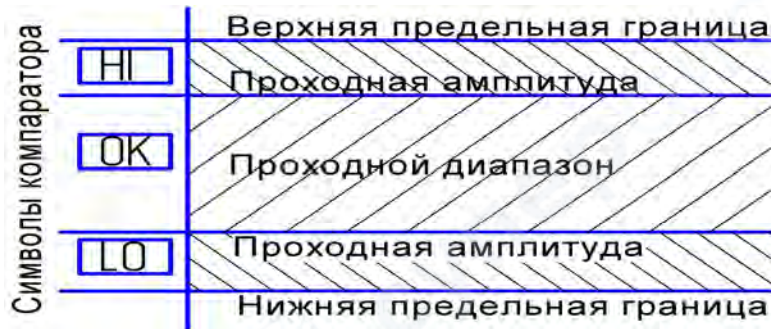 Символы компаратора
Верхняя предельная граница
HI
Проходная амплитуда
OK
Проходной диапазон
LO
Проходная амплитуда
Нижняя предельная граница